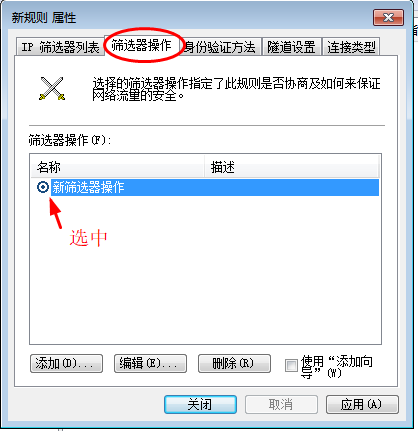 新规则 属性
IP 筛选器列表 筛选器操作 身份验证方法 隧道设置 连接类型
选择的筛选器操作指定了此规则是否协商及如何来保证
网络流量的安全。
筛选器操作(F):
名称 描述
新筛选器操作
选中
添加(D)... 编辑(E)... 删除(R) 使用“添加向
导”(W)
关闭 取消 应用(A)